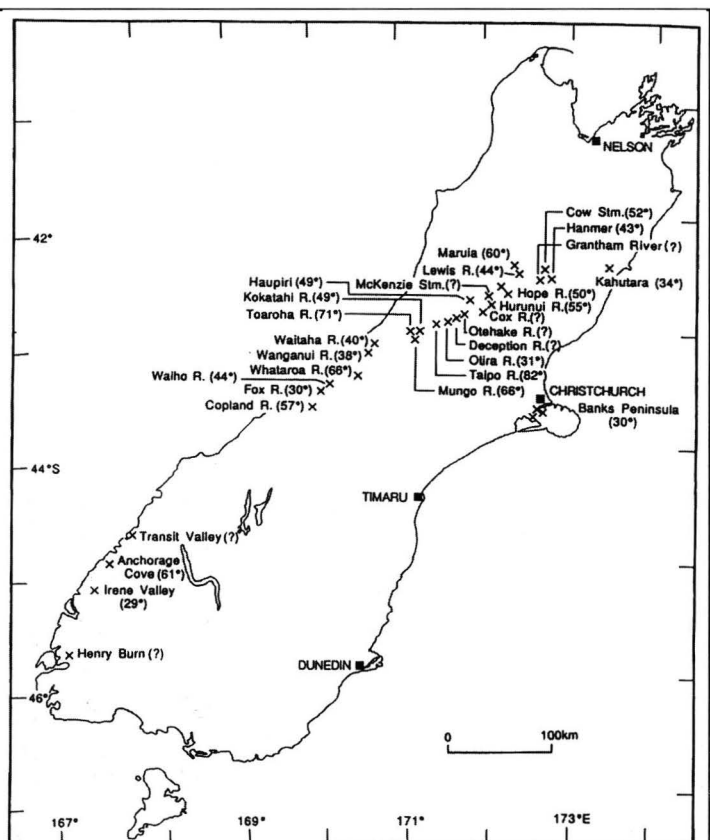 NELSON
42°
Cow Stm.(52°)
Hanmer (43°)
Grantham River (?)
Maruia (60°)
Lewis R.(44°)
Kahutara (34°)
Haupiri (49°)
McKenzie Stm.(?)
Hope R.(50°)
Kokatahi R.(49°)
Hurunui R.(55°)
Toaroha R.(71°)
Cox R.(?)
Otehake R.(?)
Deception R.(?)
Waitaha R.(40°)
Wanganui R.(38°)
Otira R.(31°)
Whataroa R.(66°)
Taipo R.(82°)
Waiho R. (44°)
Mungo R.(66°)
Fox R.(30°)
Copland R.(57°)
CHRISTCHURCH
Banks Peninsula
(30°)
44°S
TIMARU
Transit Valley (?)
Anchorage
Cove (61°)
Irene Valley
(29°)
Henry Burn (?)
DUNEDIN
46°
0 100km
167° 169° 171° 173°E